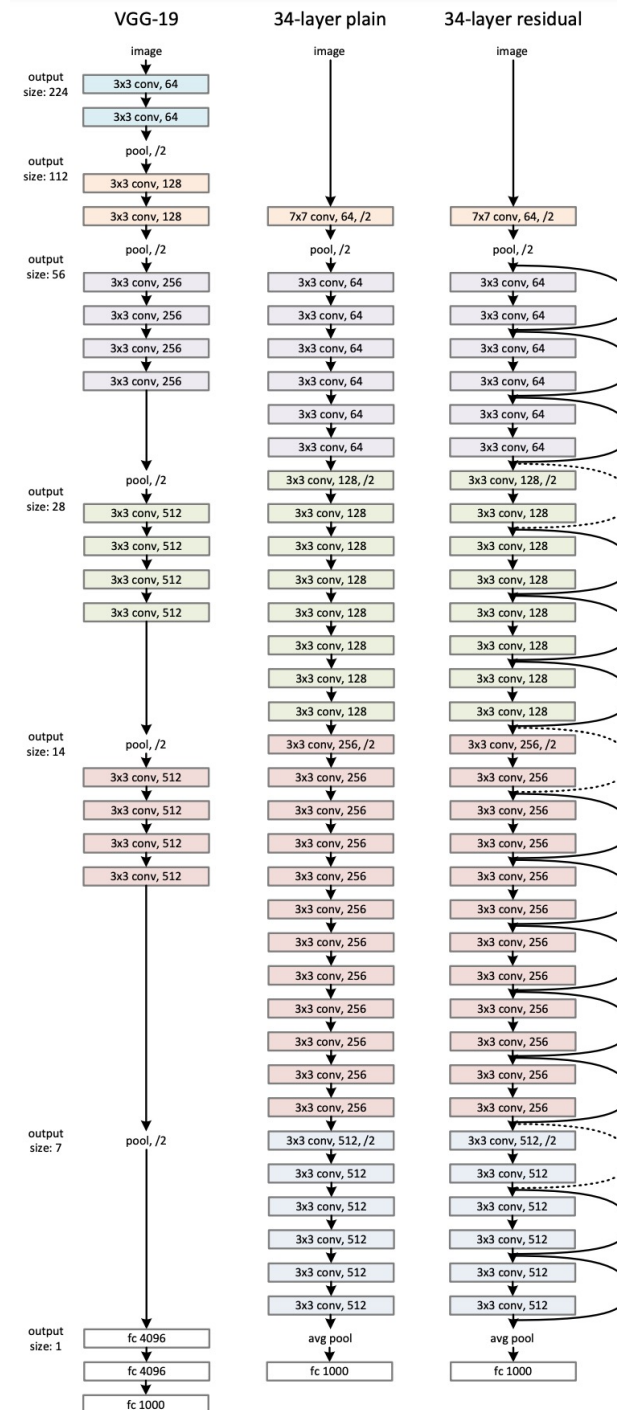 VGG-19
34-layer plain
34-layer residual
output
size: 224
image
3x3 conv, 64
3x3 conv, 64
pool, /2
output
size: 112
3x3 conv, 128
3x3 conv, 128
pool, /2
output
size: 56
3x3 conv, 256
3x3 conv, 256
3x3 conv, 256
3x3 conv, 256
pool, /2
output
size: 28
3x3 conv, 512
3x3 conv, 512
3x3 conv, 512
3x3 conv, 512
pool, /2
output
size: 14
3x3 conv, 512
3x3 conv, 512
3x3 conv, 512
3x3 conv, 512
pool, /2
output
size: 7
output
size: 1
fc 4096
fc 4096
fc 1000
image
7x7 conv, 64, /2
pool, /2
3x3 conv, 64
3x3 conv, 64
3x3 conv, 64
3x3 conv, 64
3x3 conv, 64
3x3 conv, 64
3x3 conv, 128, /2
3x3 conv, 128
3x3 conv, 128
3x3 conv, 128
3x3 conv, 128
3x3 conv, 128
3x3 conv, 128
3x3 conv, 128
3x3 conv, 256, /2
3x3 conv, 256
3x3 conv, 256
3x3 conv, 256
3x3 conv, 256
3x3 conv, 256
3x3 conv, 256
3x3 conv, 256
3x3 conv, 256
3x3 conv, 256
3x3 conv, 256
3x3 conv, 256
3x3 conv, 512, /2
3x3 conv, 512
3x3 conv, 512
3x3 conv, 512
3x3 conv, 512
3x3 conv, 512
avg pool
fc 1000
image
7x7 conv, 64, /2
pool, /2
3x3 conv, 64
3x3 conv, 64
3x3 conv, 64
3x3 conv, 64
3x3 conv, 64
3x3 conv, 64
3x3 conv, 128, /2
3x3 conv, 128
3x3 conv, 128
3x3 conv, 128
3x3 conv, 128
3x3 conv, 128
3x3 conv, 128
3x3 conv, 128
3x3 conv, 256, /2
3x3 conv, 256
3x3 conv, 256
3x3 conv, 256
3x3 conv, 256
3x3 conv, 256
3x3 conv, 256
3x3 conv, 256
3x3 conv, 256
3x3 conv, 256
3x3 conv, 256
3x3 conv, 256
3x3 conv, 512, /2
3x3 conv, 512
3x3 conv, 512
3x3 conv, 512
3x3 conv, 512
3x3 conv, 512
avg pool
fc 1000